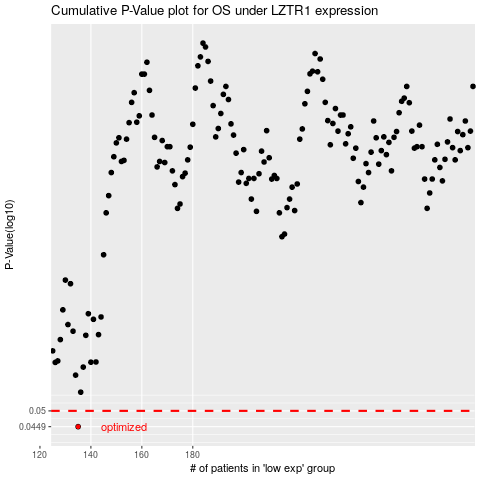 Cumulative P-Value plot for OS under LZTR1 expression
P-Value(log10)
0.05
0.0449
optimized
120 140 160 180
# of patients in 'low exp' group